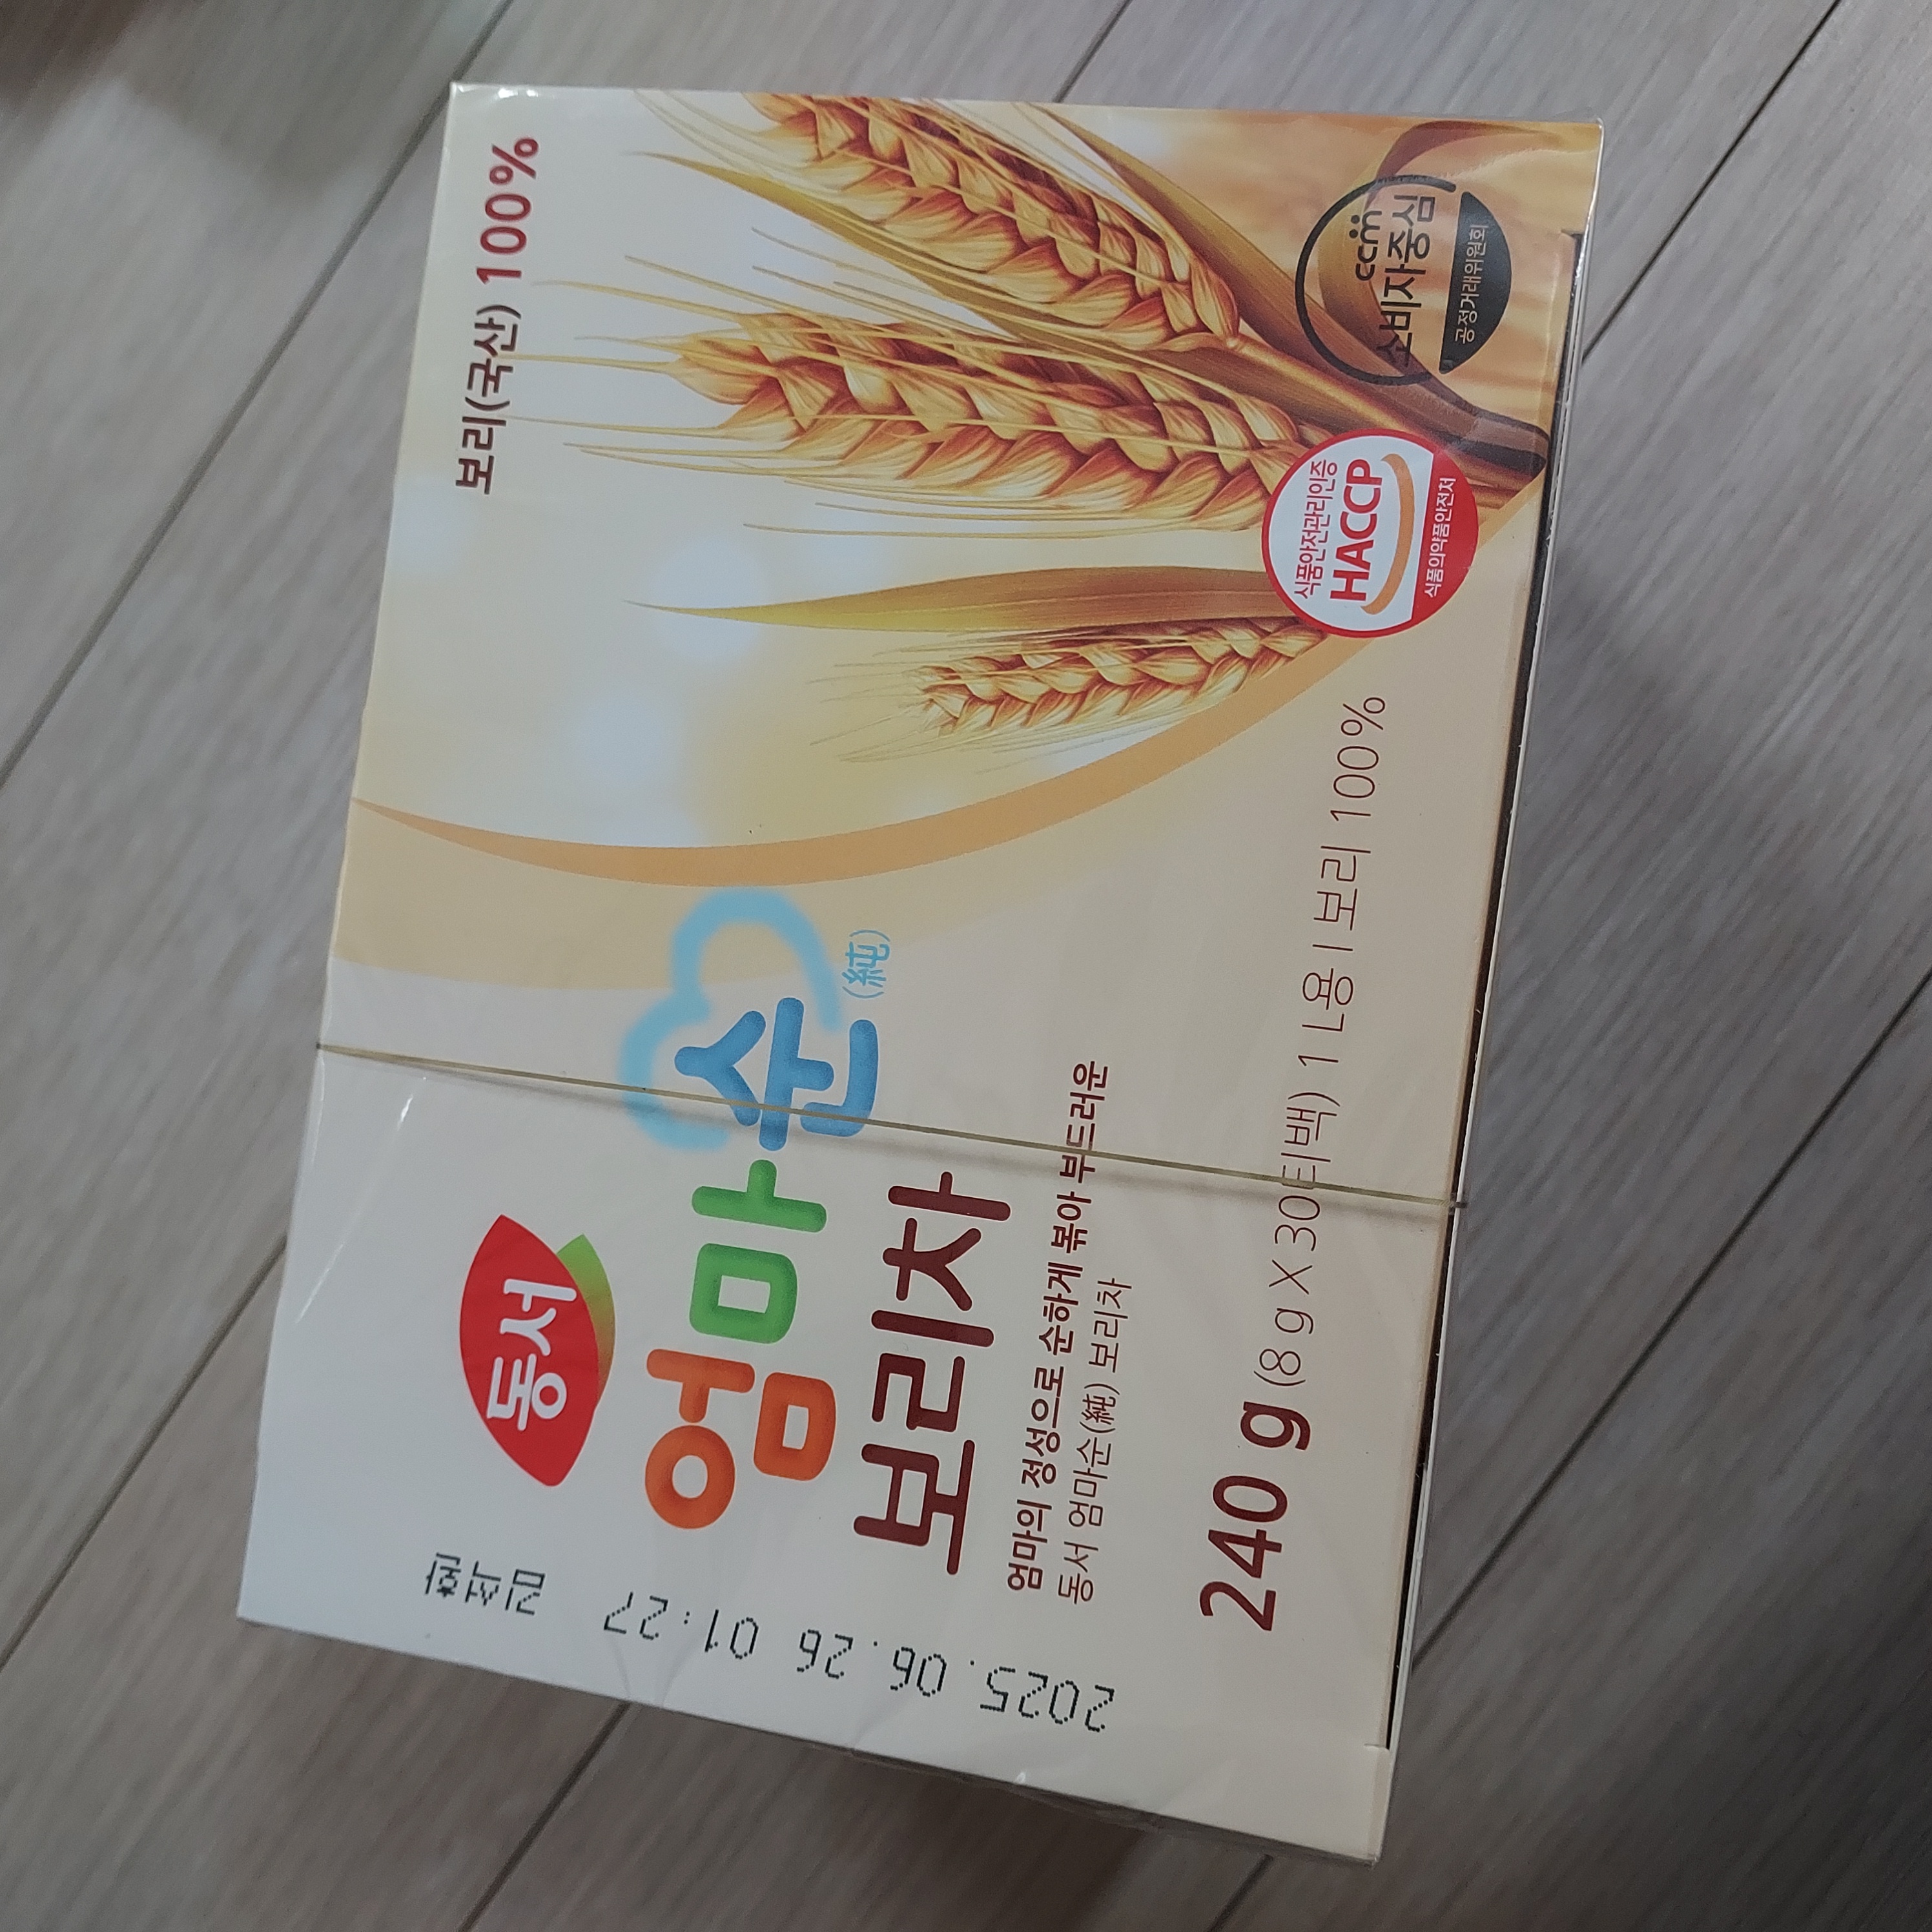 보리(국산) 100%
동서
엄마순(純)
보리차
엄마의 정성으로 순하게 볶아 부드러운
동서 엄마순(純) 보리차
240 g (8 g X 30티백) 1 L용 | 보리 100%
식품안전관리인증
HACCP
식품의약품안전처
ccm
소비자중심
공정거래위원회
2025.06.26 01:27